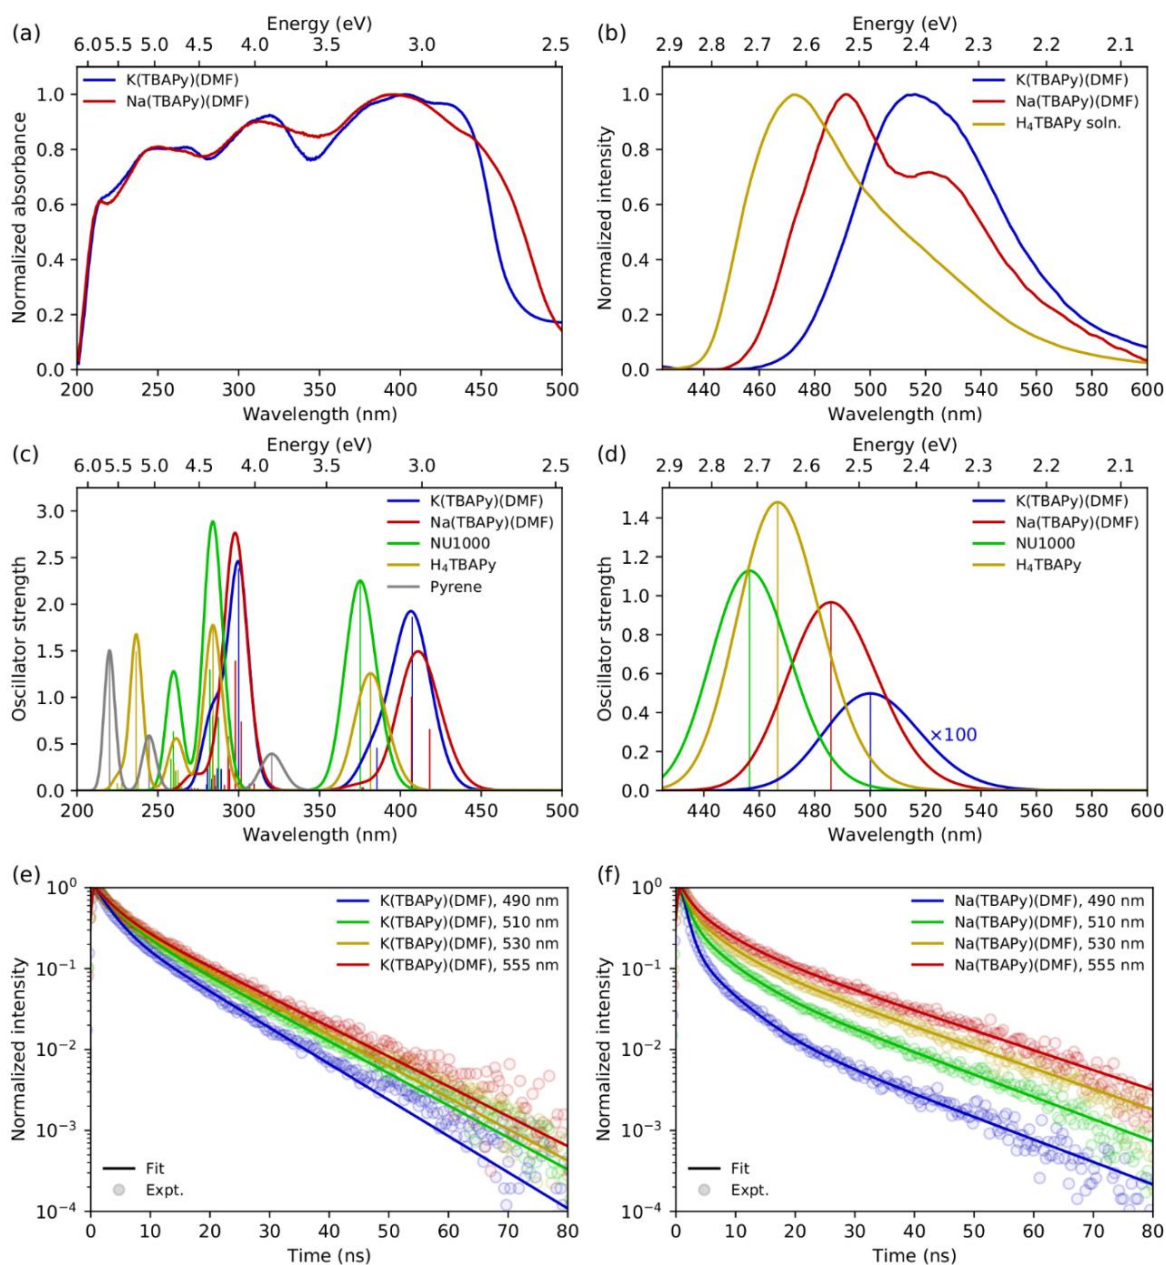 (a)
Energy (eV)
6.0 5.5 5.0 4.5 4.0 3.5 3.0 2.5
K(TBAPy)(DMF)
Na(TBAPy)(DMF)
Normalized absorbance
1.0
0.8
0.6
0.4
0.2
0.0
200 250 300 350 400 450 500
Wavelength (nm)
(b)
Energy (eV)
2.9 2.8 2.7 2.6 2.5 2.4 2.3 2.2 2.1
K(TBAPy)(DMF)
Na(TBAPy)(DMF)
H₄TBAPy soln.
Normalized intensity
1.0
0.8
0.6
0.4
0.2
0.0
440 460 480 500 520 540 560 580 600
Wavelength (nm)
(c)
Energy (eV)
6.0 5.5 5.0 4.5 4.0 3.5 3.0 2.5
K(TBAPy)(DMF)
Na(TBAPy)(DMF)
NU1000
H₄TBAPy
Pyrene
Oscillator strength
3.0
2.5
2.0
1.5
1.0
0.5
0.0
200 250 300 350 400 450 500
Wavelength (nm)
(d)
Energy (eV)
2.9 2.8 2.7 2.6 2.5 2.4 2.3 2.2 2.1
K(TBAPy)(DMF)
Na(TBAPy)(DMF)
NU1000
H₄TBAPy
×100
Oscillator strength
1.4
1.2
1.0
0.8
0.6
0.4
0.2
0.0
440 460 480 500 520 540 560 580 600
Wavelength (nm)
(e)
K(TBAPy)(DMF), 490 nm
K(TBAPy)(DMF), 510 nm
K(TBAPy)(DMF), 530 nm
K(TBAPy)(DMF), 555 nm
Normalized intensity
10⁰
10⁻¹
10⁻²
10⁻³
10⁻⁴
Fit
Expt.
0 10 20 30 40 50 60 70 80
Time (ns)
(f)
Na(TBAPy)(DMF), 490 nm
Na(TBAPy)(DMF), 510 nm
Na(TBAPy)(DMF), 530 nm
Na(TBAPy)(DMF), 555 nm
Normalized intensity
10⁰
10⁻¹
10⁻²
10⁻³
10⁻⁴
Fit
Expt.
0 10 20 30 40 50 60 70 80
Time (ns)